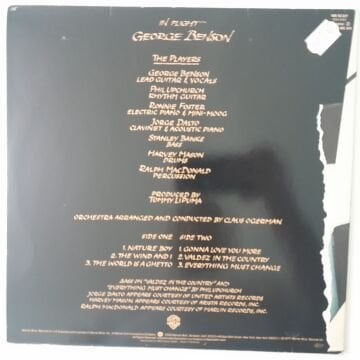 IN FLIGHT
GEORGE BENSON
THE PLAYERS
GEORGE BENSON
LEAD GUITAR & VOCALS
PHIL UPCHURCH
RHYTHM GUITAR
RONNIE FOSTER
ELECTRIC PIANO & MINI-MOOG
JORGE DALTO
CLAVINET & ACOUSTIC PIANO
STANLEY BANKS
BASS
HARVEY MASON
DRUMS
RALPH MACDONALD
PERCUSSION
PRODUCED BY
TOMMY LIPUMA
ORCHESTRA ARRANGED AND CONDUCTED BY CLAUS OGERMAN
SIDE ONE
1. NATURE BOY
2. THE WIND AND I
3. THE WORLD IS A GHETTO
SIDE TWO
1. GONNA LOVE YOU MORE
2. VALDEZ IN THE COUNTRY
3. EVERYTHING MUST CHANGE
BASS IN "VALDEZ IN THE COUNTRY" AND
"EVERYTHING MUST CHANGE" BY PHIL UPCHURCH
JORGE DALTO APPEARS COURTESY OF UNITED ARTISTS RECORDS
HARVEY MASON APPEARS COURTESY OF ARISTA RECORDS, INC.
RALPH MACDONALD APPEARS COURTESY OF MARLIN RECORDS, INC.